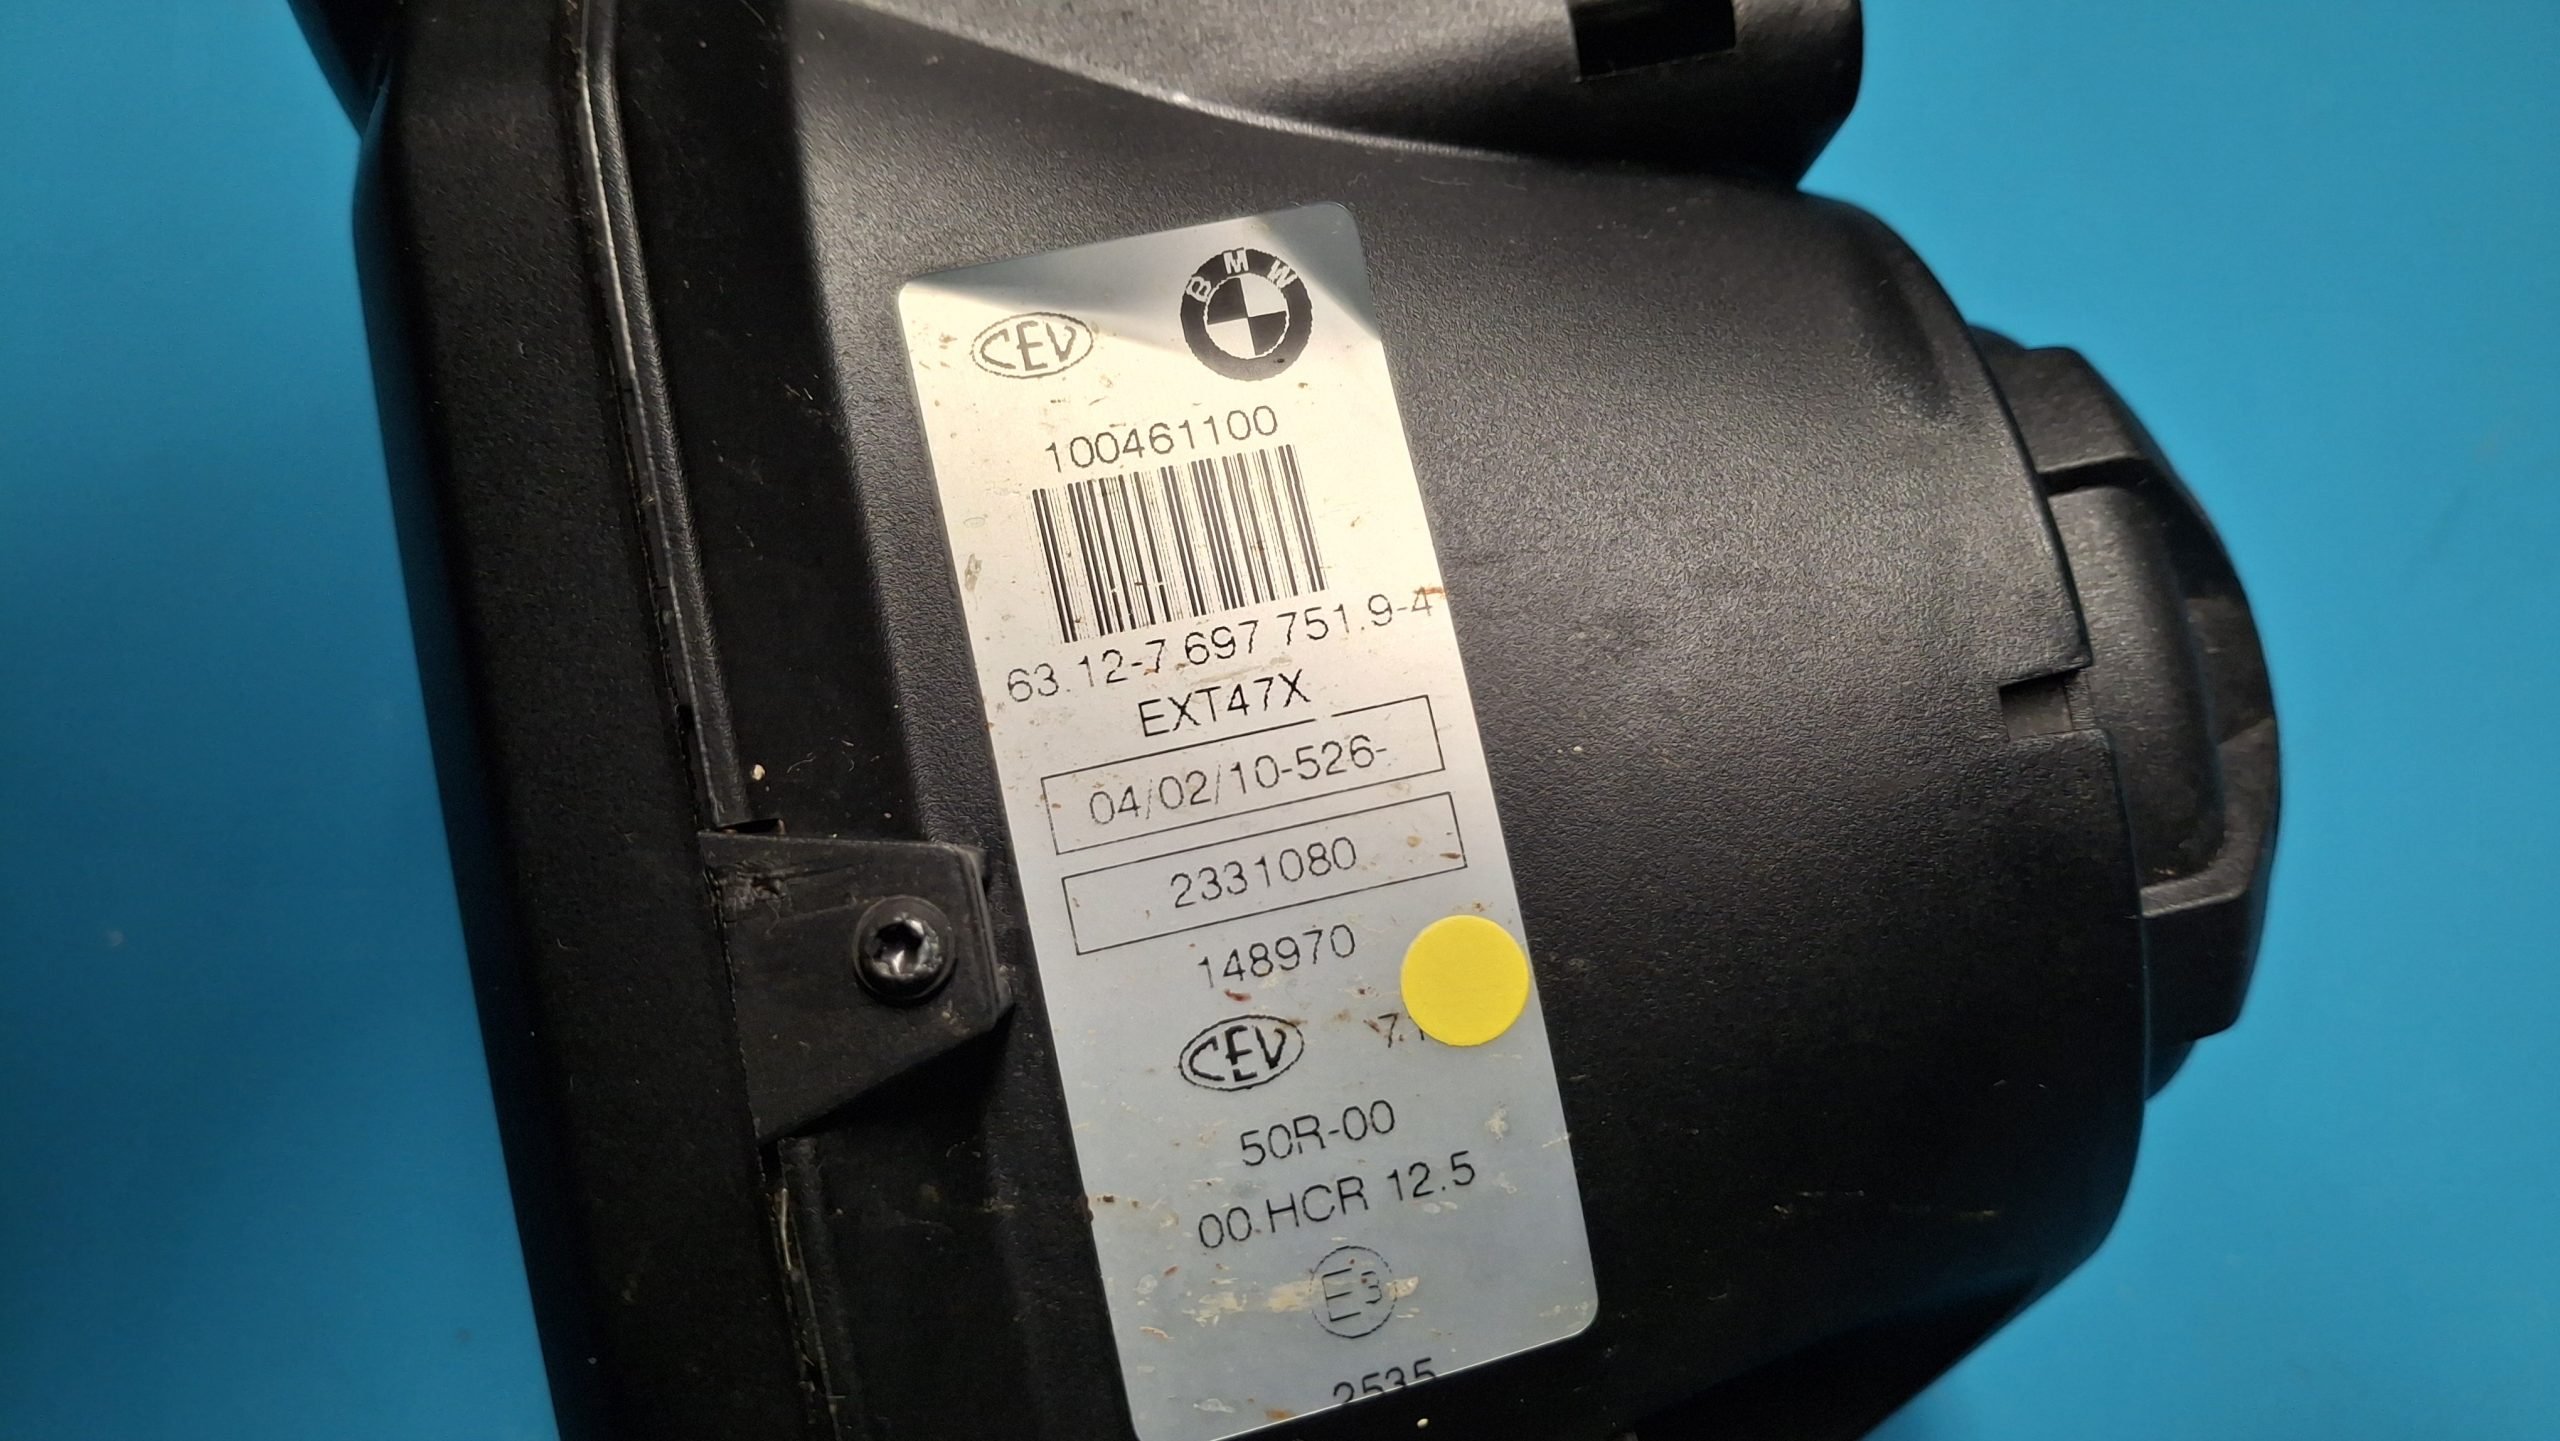 CEV BMW
100461100
63.12-7 697 751.9-4
EXT47X
04/02/10-526-
2331080
148970
CEV
50R-00
00.HCR 12.5
E3
2535